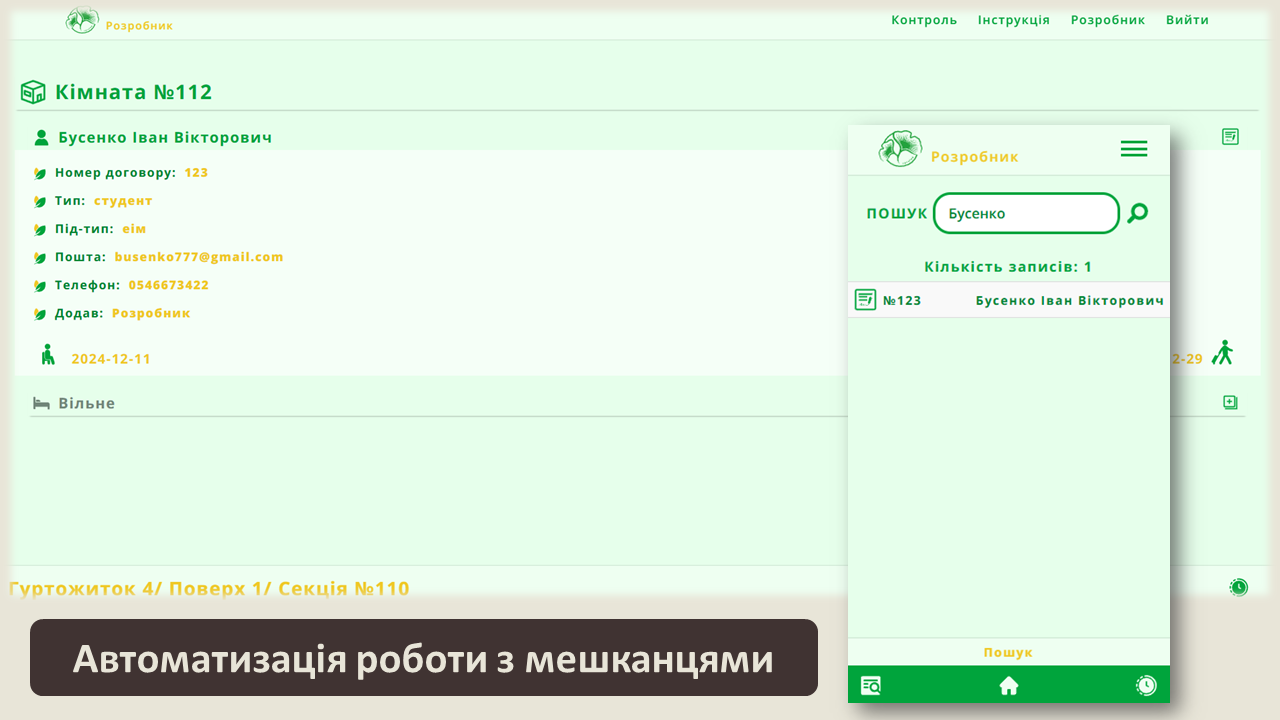 Розробник
Контроль Інструкція Розробник Вийти
Кімната №112
Бусенко Іван Вікторович
Номер договору: 123
Тип: студент
Під-тип: еім
Пошта: busenko777@gmail.com
Телефон: 0546673422
Додав: Розробник
2024-12-11
2-29
Вільне
Гуртожиток 4/ Поверх 1/ Секція №110
Розробник
ПОШУК Бусенко
Кількість записів: 1
№123 Бусенко Іван Вікторович
Пошук
Автоматизація роботи з мешканцями